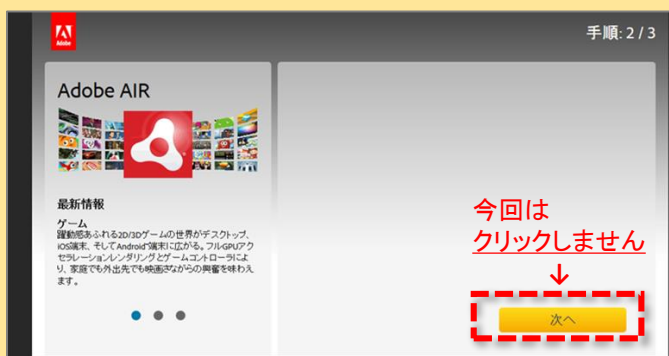 Adobe
手順: 2 / 3
Adobe AIR
最新情報
ゲーム
躍動感あふれる2D/3Dゲームの世界がデスクトップ、
iOS端末、そしてAndroid™端末に広がる。フルGPUアク
セラレーションレンダリングとゲームコントローラによ
り、家庭でも外出先でも映画さながらの興奮を味わえ
ます。
今回は
クリックしません
↓
次へ